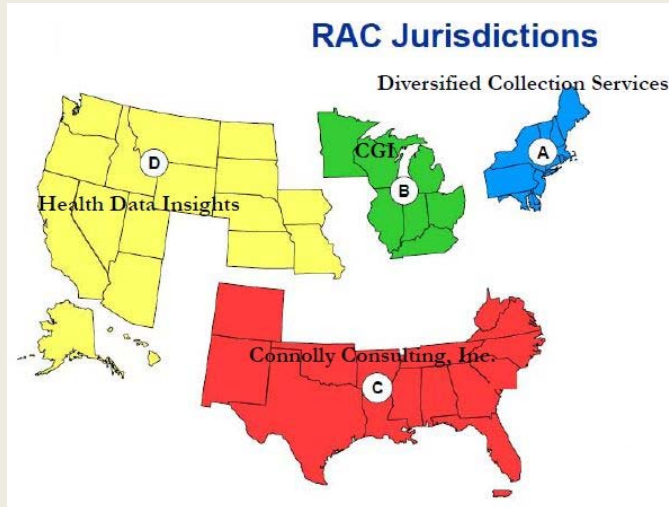 RAC Jurisdictions
Diversified Collection Services
CGI
A
D
B
Health Data Insights
Connolly Consulting, Inc.
C